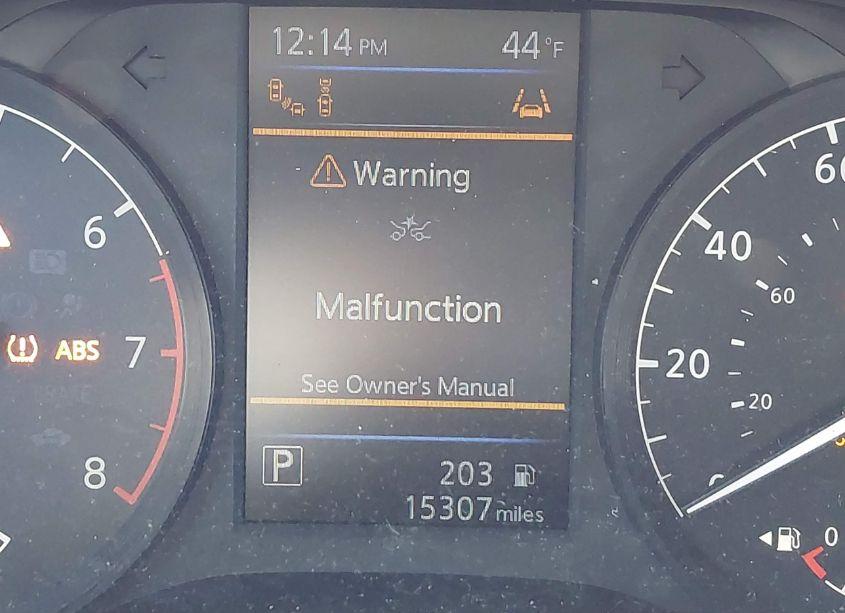 12:14 PM 44°F
Warning
Malfunction
See Owner's Manual
P 203
15307 miles
6
ABS 7
8
60
40
60
20
20
0
0